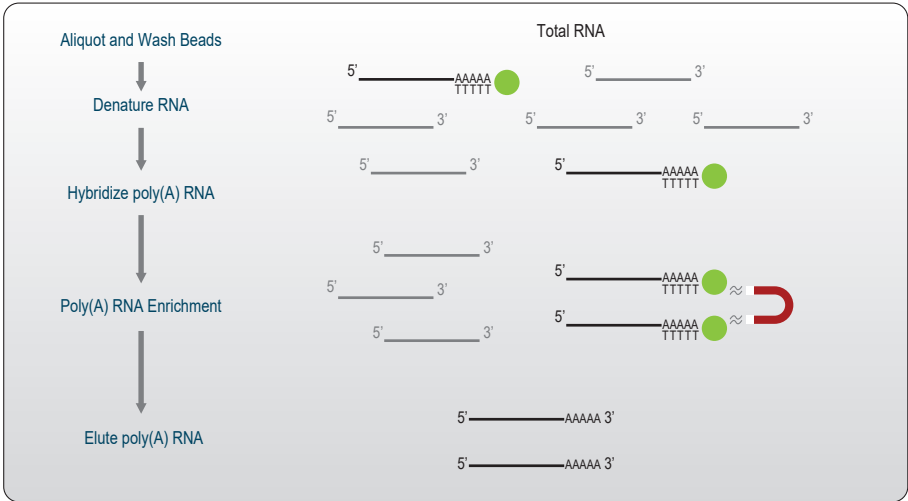 Aliquot and Wash Beads
Denature RNA
Hybridize poly(A) RNA
Poly(A) RNA Enrichment
Elute poly(A) RNA
Total RNA
5’ AAAAA 5’ 3’
TTTTT
5’ 3’ 5’ 3’ 5’ 3’
5’ 3’ 5’ AAAAA
TTTTT
5’ 3’
5’ AAAAA
TTTTT
5’ 3’
5’ AAAAA
TTTTT
5’ 3’
5’ AAAAA 3’
5’ AAAAA 3’